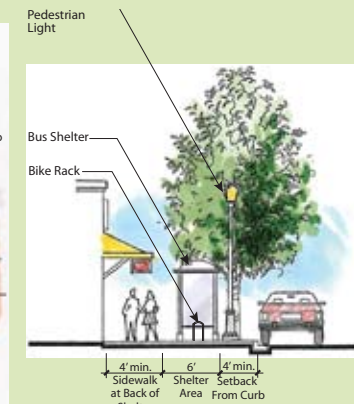 Pedestrian
Light
Bus Shelter
Bike Rack
4' min.
Sidewalk
at Back of
6'
Shelter
Area
4' min.
Setback
From Curb